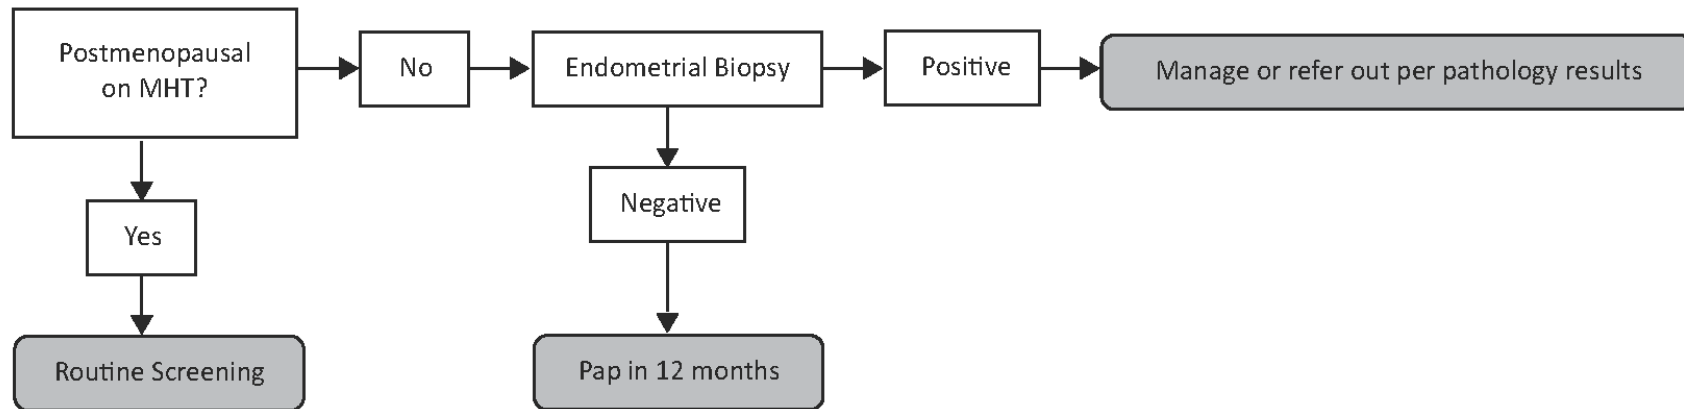 Postmenopausal
on MHT?
No
Endometrial Biopsy
Positive
Manage or refer out per pathology results
Yes
Negative
Routine Screening
Pap in 12 months